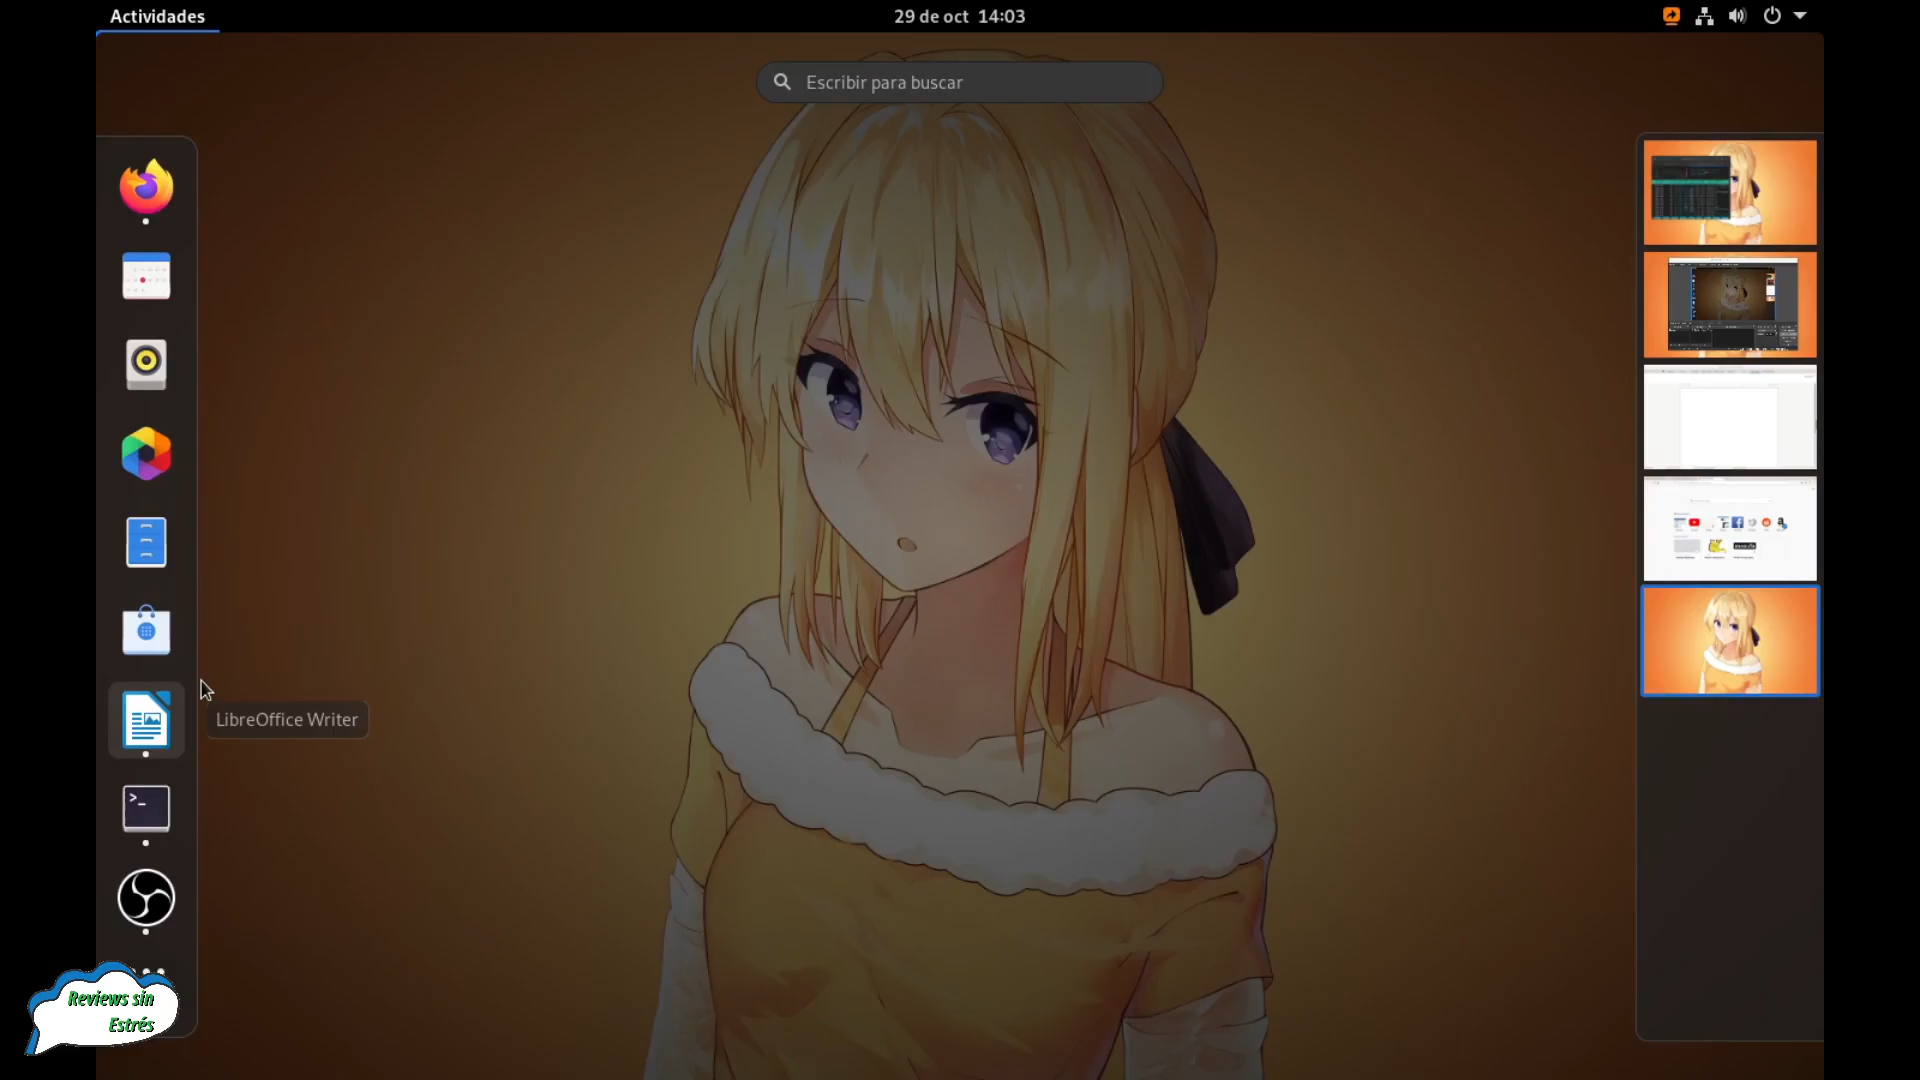 Actividades
29 de oct 14:03
Escribir para buscar
LibreOffice Writer
>_
Reviews sin
Estrés